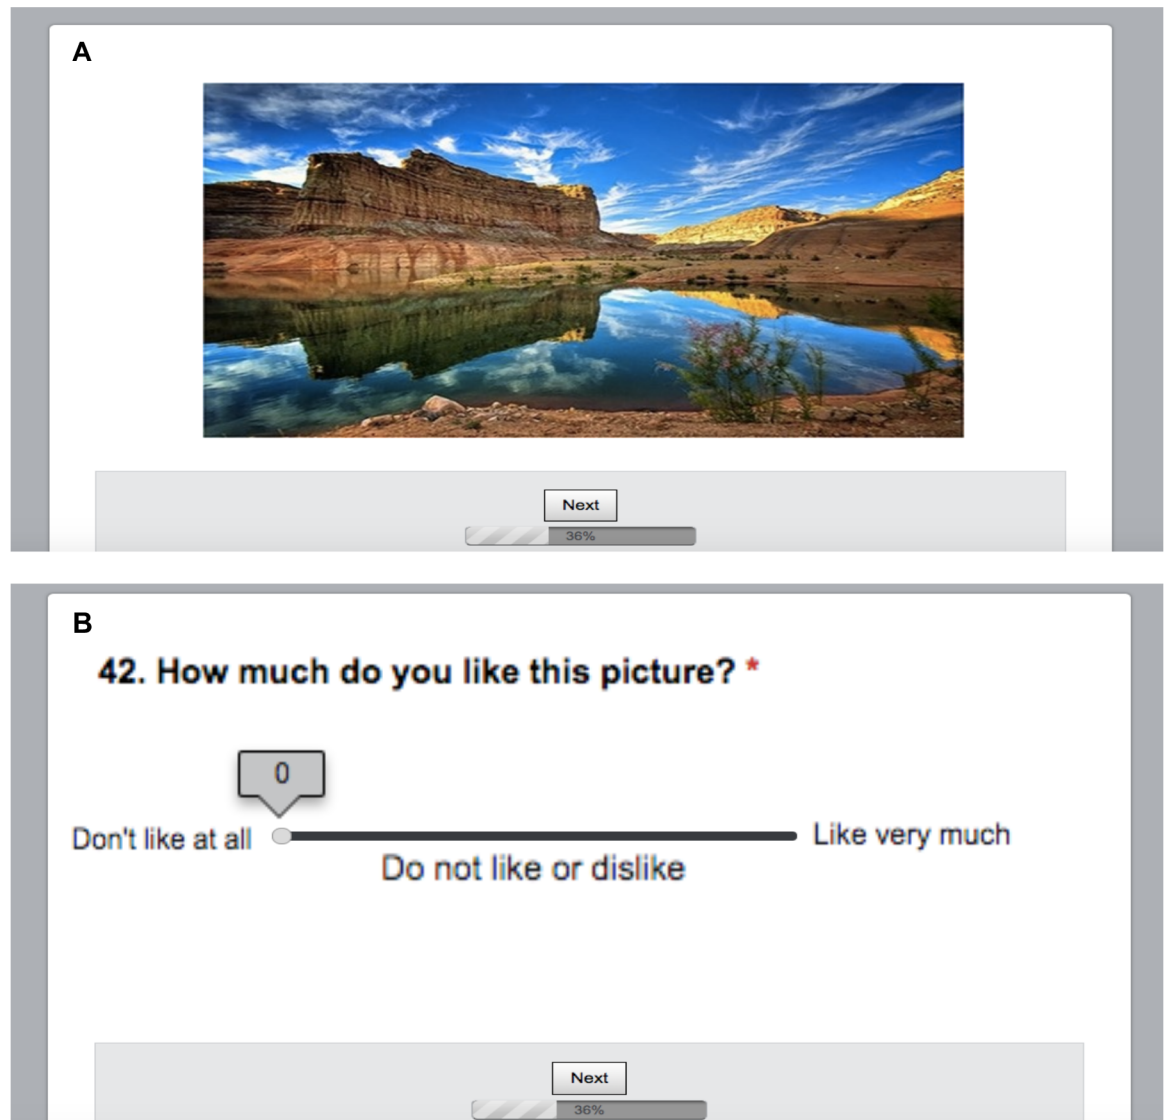 A
Next
36%
B
42. How much do you like this picture? *
0
Don't like at all
Like very much
Do not like or dislike
Next
36%